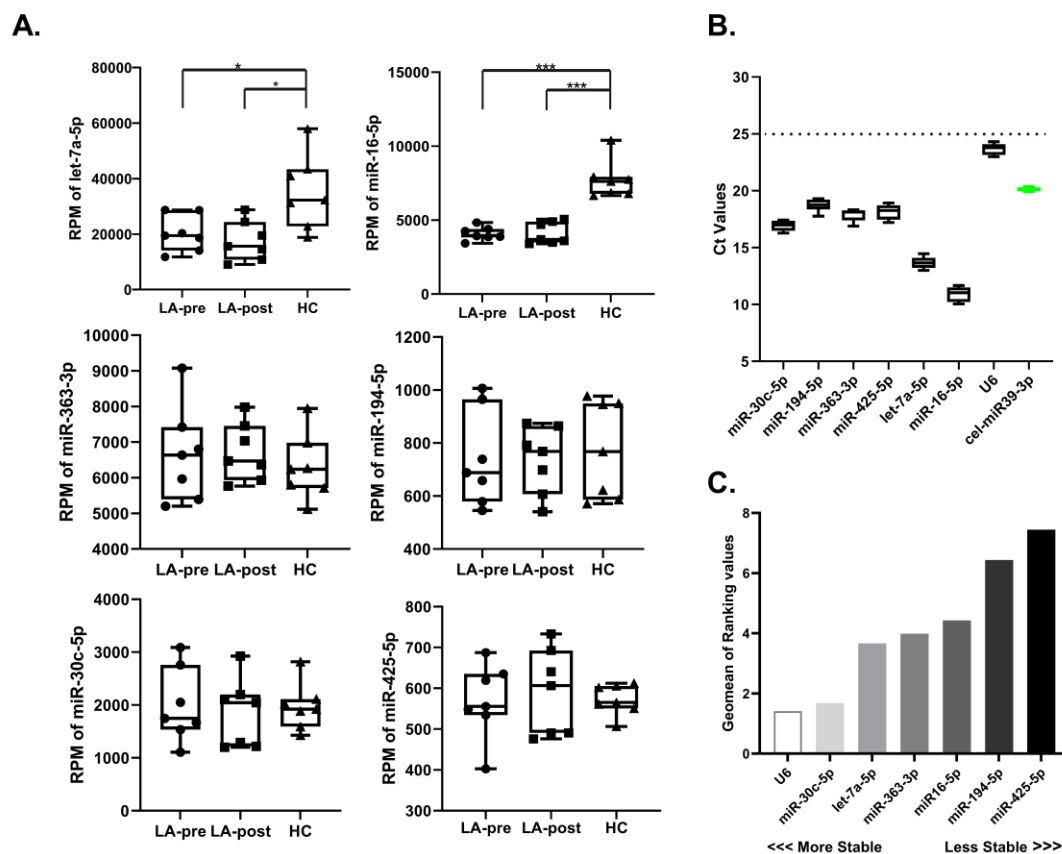 A.
RPM of let-7a-5p
80000
60000
40000
20000
0
*
*
LA-pre
LA-post
HC
RPM of miR-16-5p
15000
10000
5000
0
***
***
LA-pre
LA-post
HC
RPM of miR-363-3p
10000
9000
8000
7000
6000
5000
4000
LA-pre
LA-post
HC
RPM of miR-194-5p
1200
1000
800
600
400
LA-pre
LA-post
HC
RPM of miR-30c-5p
4000
3000
2000
1000
0
LA-pre
LA-post
HC
RPM of miR-425-5p
800
700
600
500
400
300
LA-pre
LA-post
HC
B.
Ct Values
30
25
20
15
10
5
miR-30c-5p
miR-194-5p
miR-363-3p
miR-425-5p
let-7a-5p
miR-16-5p
U6
cel-miR39-3p
C.
Geomean of Ranking values
8
6
4
2
0
U6
miR-30c-5p
let-7a-5p
miR-363-3p
miR16-5p
miR-194-5p
miR-425-5p
<<< More Stable
Less Stable >>>